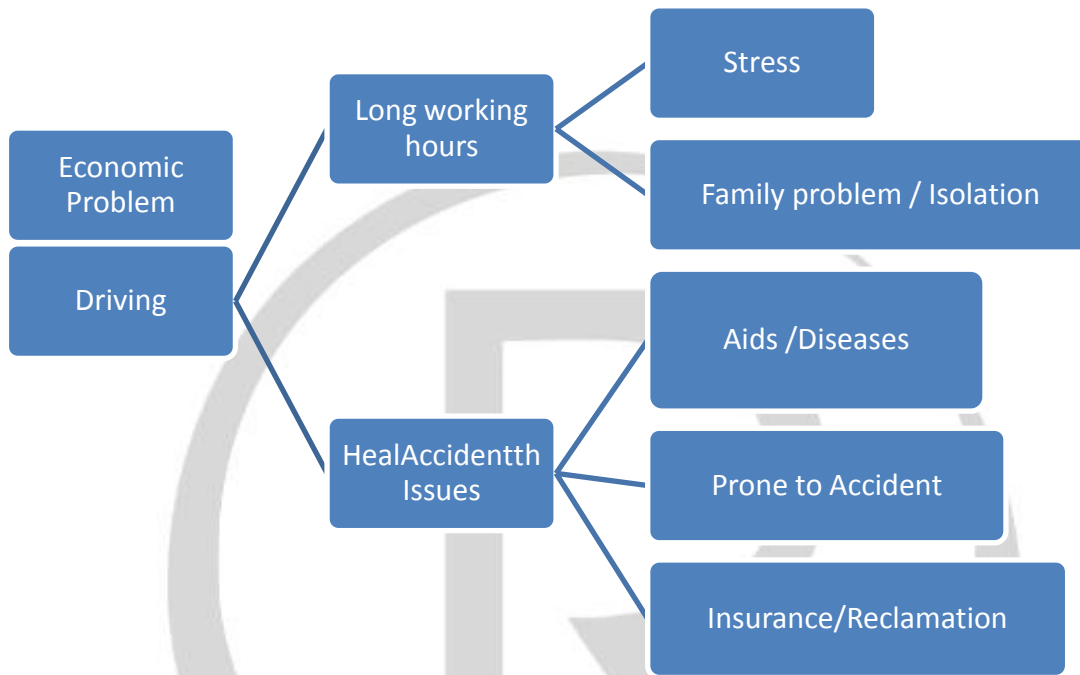 Economic
Problem
Driving
Long working
hours
HealAccidentth
Issues
Stress
Family problem / Isolation
Aids /Diseases
Prone to Accident
Insurance/Reclamation